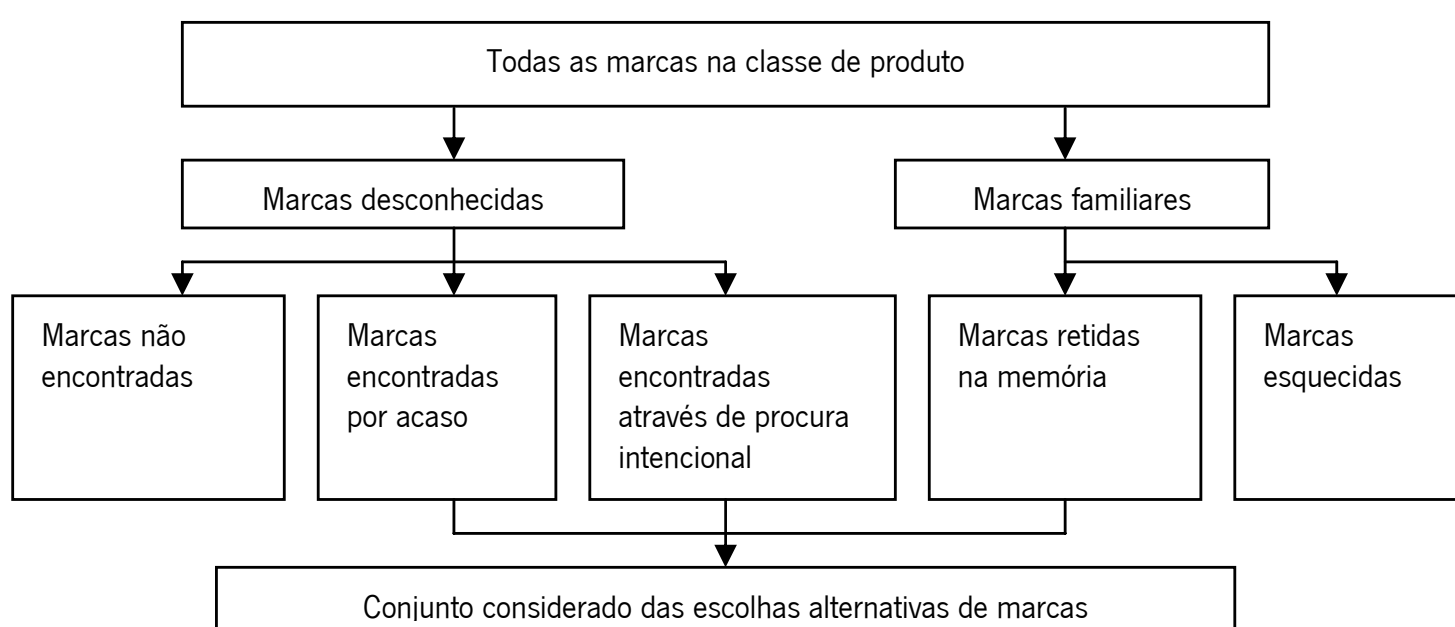 Todas as marcas na classe de produto
Marcas desconhecidas
Marcas familiares
Marcas não
encontradas
Marcas
encontradas
por acaso
Marcas
encontradas
através de procura
intencional
Marcas retidas
na memória
Marcas
esquecidas
Conjunto considerado das escolhas alternativas de marcas